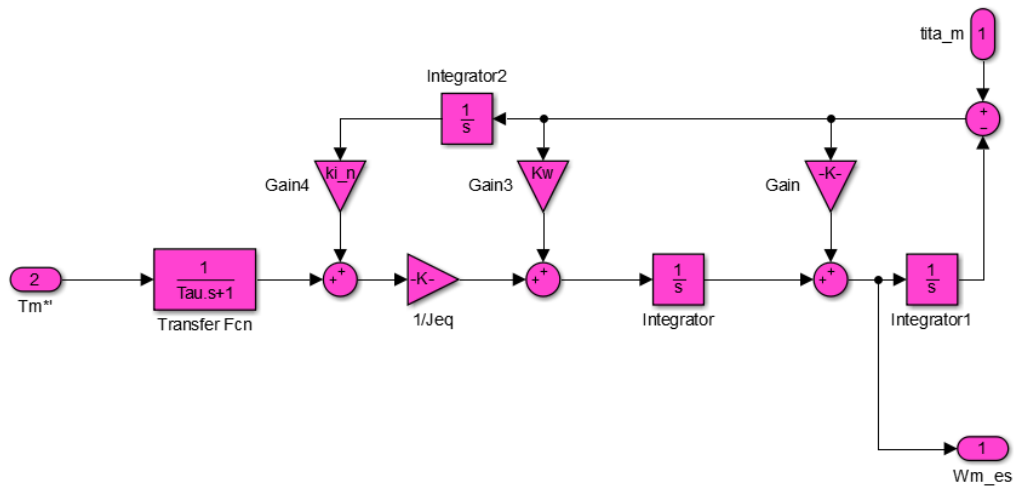 tita_m
1
Integrator2
1
s
+
−
ki_n
Kw
-K-
Gain4
Gain3
Gain
2
Tm*'
1
Tau.s+1
Transfer Fcn
+
+
-K-
1/Jeq
+
+
1
s
Integrator
+
+
1
s
Integrator1
1
Wm_es